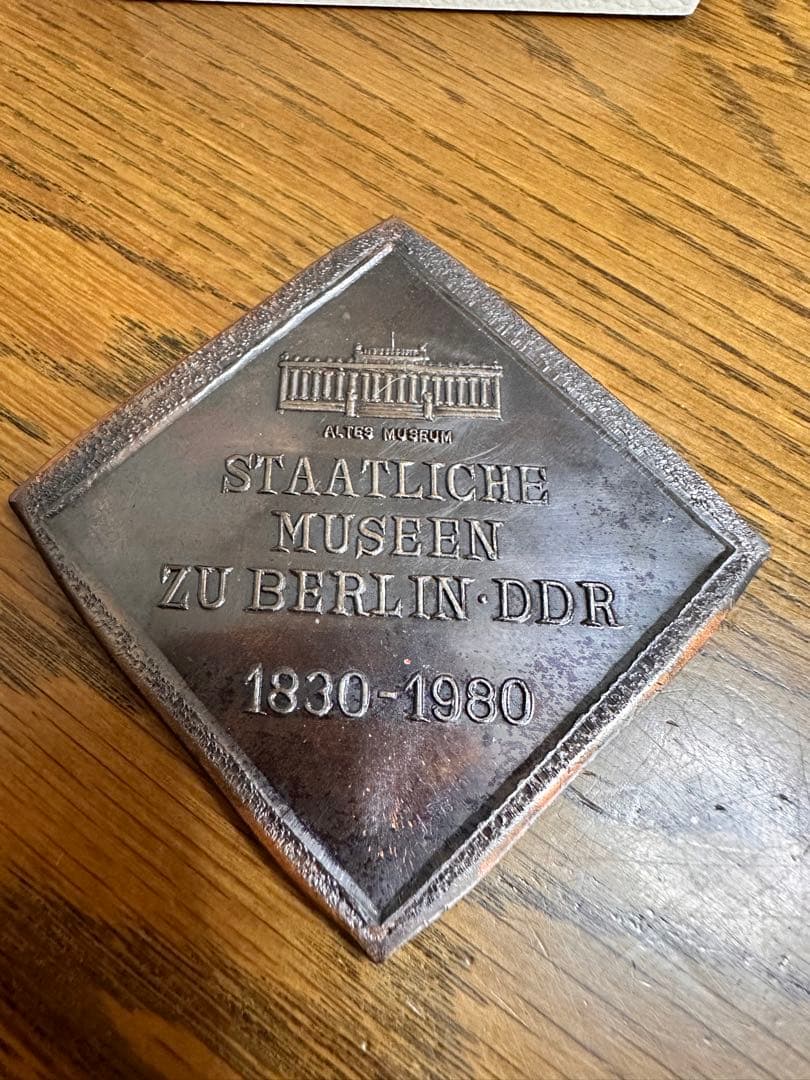 ALTES MUSEUM
STAATLICHE
MUSEEN
ZU BERLIN·DDR
1830-1980